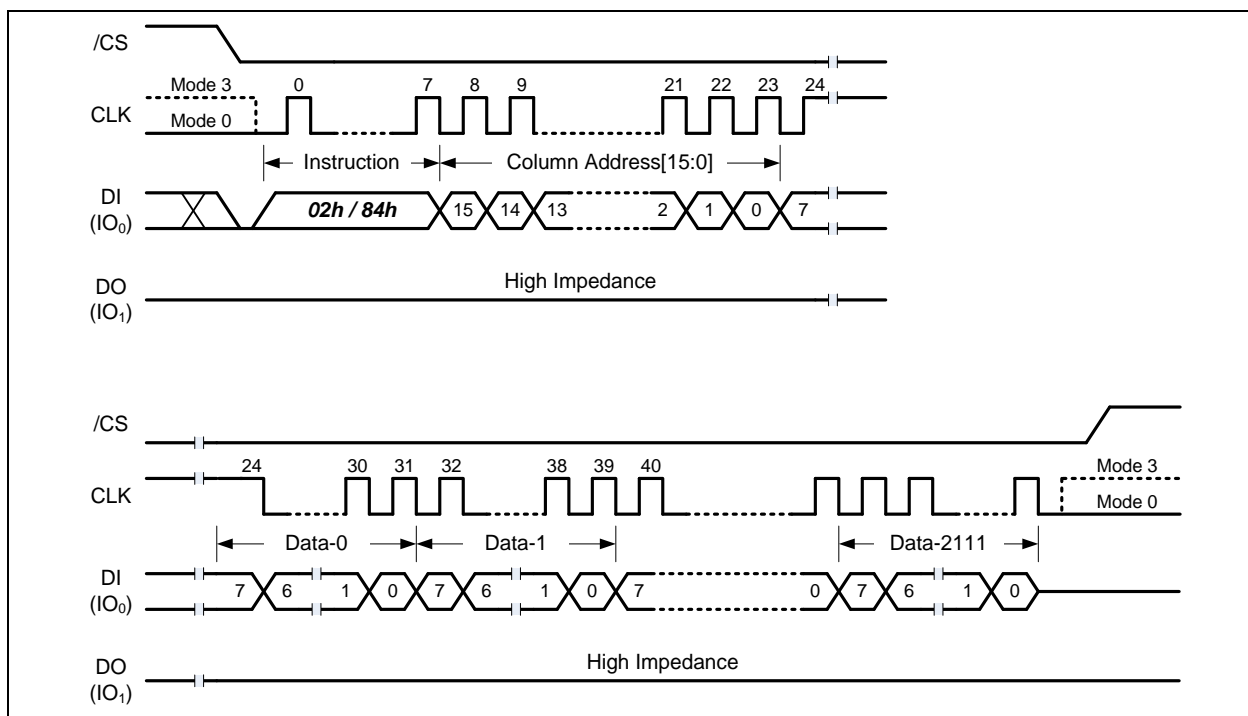 /CS
Mode 3 0 7 8 9 21 22 23 24
CLK
Mode 0
Instruction Column Address[15:0]
DI
(IO0)
02h / 84h 15 14 13 2 1 0 7
High Impedance
DO
(IO1)
/CS
24 30 31 32 38 39 40 Mode 3
CLK
Mode 0
Data-0 Data-1 Data-2111
DI
(IO0)
7 6 1 0 7 6 1 0 7 0 7 6 1 0
High Impedance
DO
(IO1)